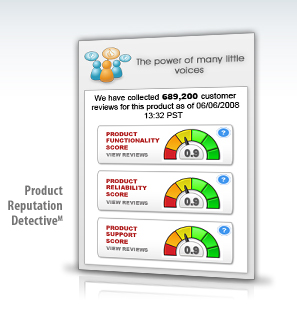 The power of many little
voices
We have collected 689,200 customer
reviews for this product as of 06/06/2008
13:32 PST
PRODUCT
FUNCTIONALITY
SCORE
VIEW REVIEWS
0.9
?
PRODUCT
RELIABILITY
SCORE
VIEW REVIEWS
0.9
?
PRODUCT
SUPPORT
SCORE
VIEW REVIEWS
0.9
?
Product
Reputation
Detective℠